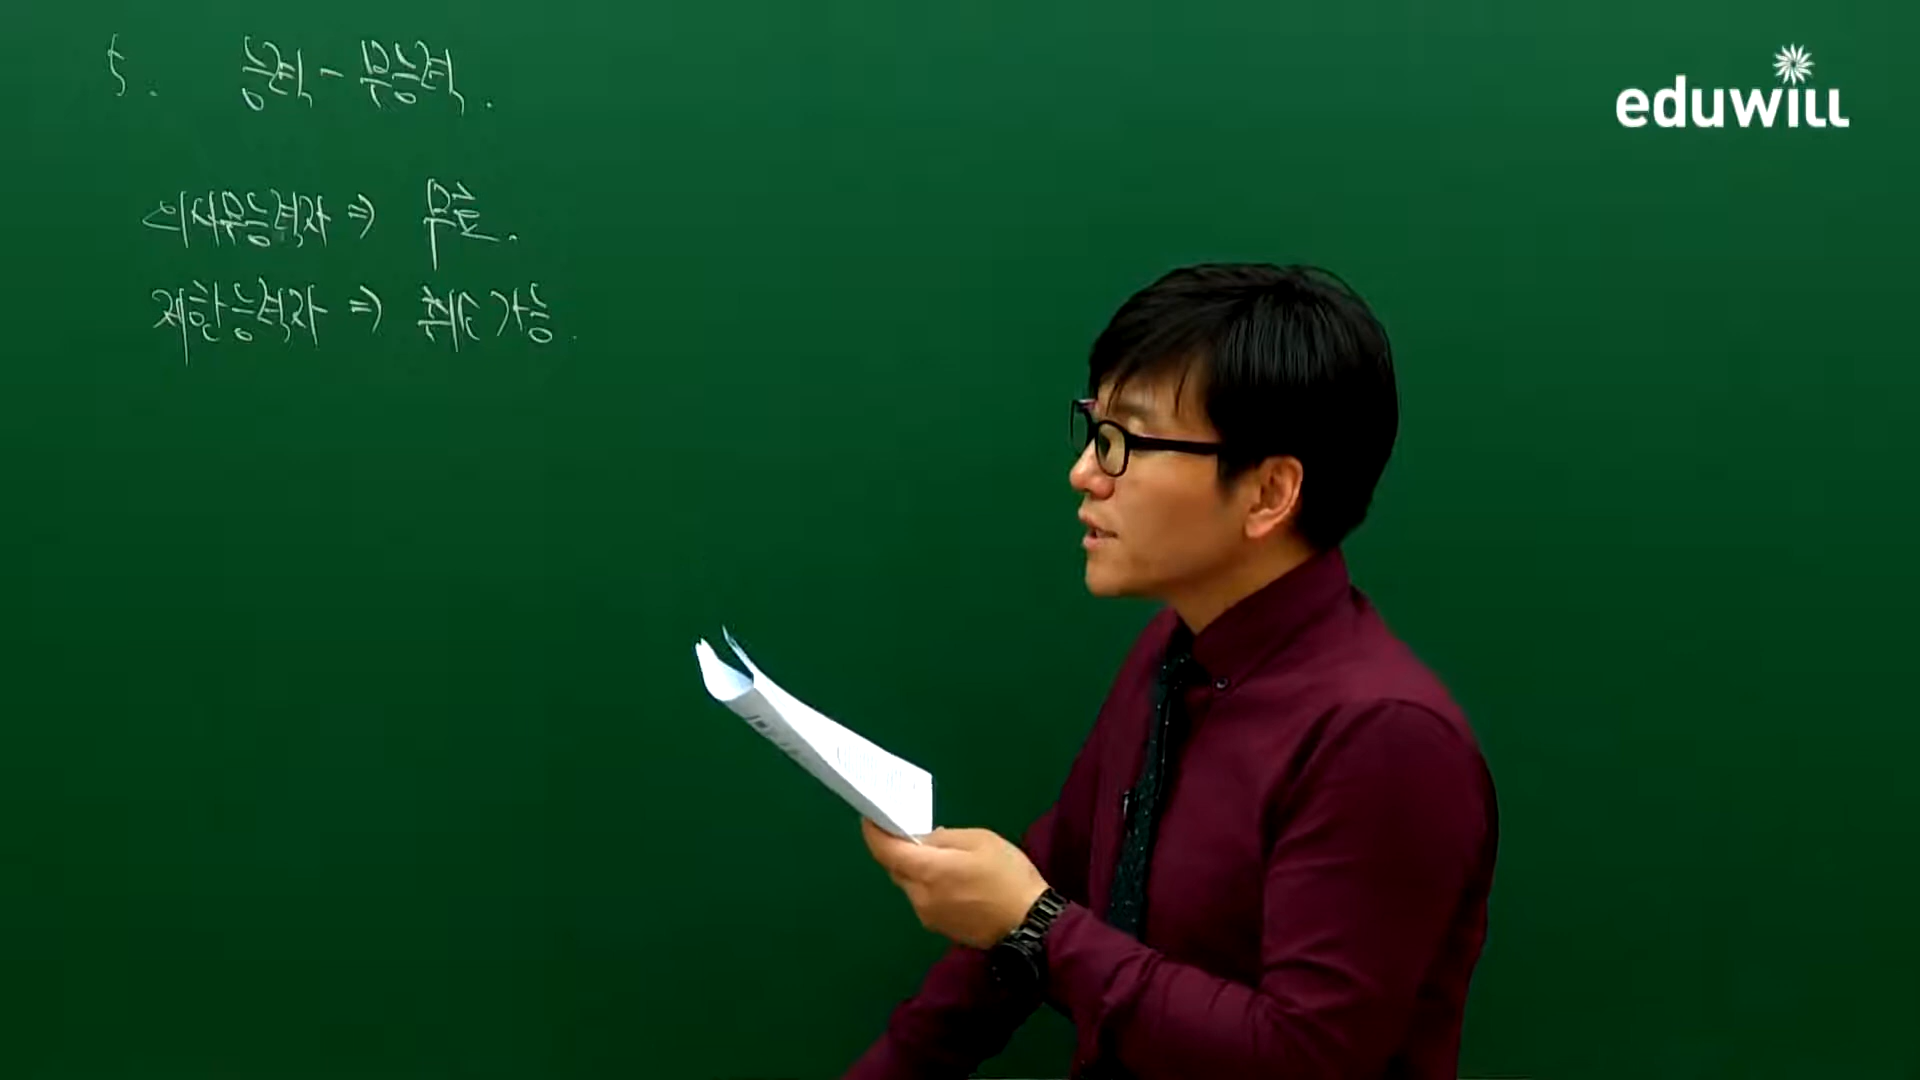 5. 능력 - 무능력.
eduwill
의사무능력자 ⇒ 무효.
제한능력자 ⇒ 취소가능.